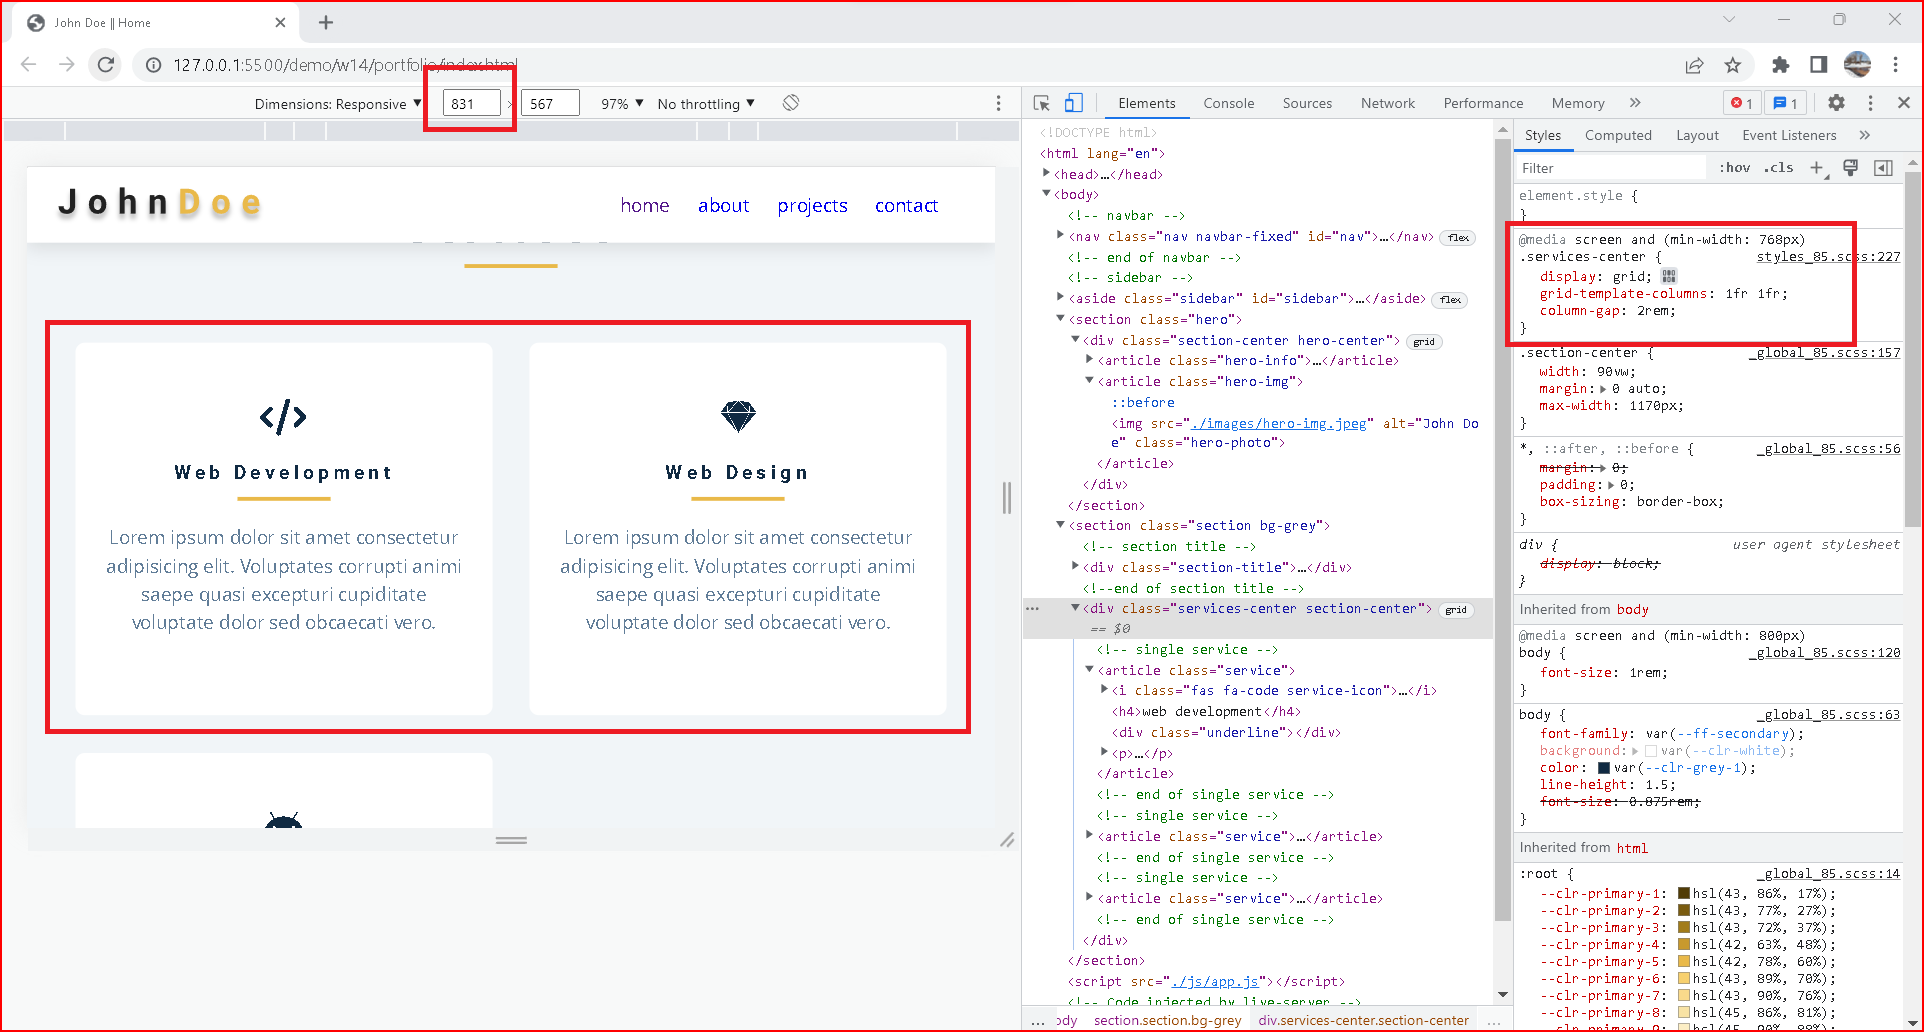 John Doe || Home
127.0.0.1:5500/demo/w14/portfolio/index.html
Dimensions: Responsive ▼ 831 × 567 97% ▼ No throttling ▼
JohnDoe
home about projects contact
Web Development
Lorem ipsum dolor sit amet consectetur
adipisicing elit. Voluptates corrupti animi
saepe quasi excepturi cupiditate
voluptate dolor sed obcaecati vero.
Web Design
Lorem ipsum dolor sit amet consectetur
adipisicing elit. Voluptates corrupti animi
saepe quasi excepturi cupiditate
voluptate dolor sed obcaecati vero.
Elements Console Sources Network Performance Memory » 1 1
<!DOCTYPE html>
<html lang="en">
<head>…</head>
<body>
<!-- navbar -->
<nav class="nav navbar-fixed" id="nav">…</nav> flex
<!-- end of navbar -->
<!-- sidebar -->
<aside class="sidebar" id="sidebar">…</aside> flex
<section class="hero">
<div class="section-center hero-center"> grid
<article class="hero-info">…</article>
<article class="hero-img">
::before
<img src="./images/hero-img.jpeg" alt="John Do
e" class="hero-photo">
</article>
</div>
</section>
<section class="section bg-grey">
<!-- section title -->
<div class="section-title">…</div>
<!--end of section title -->
<div class="services-center section-center"> grid
== $0
<!-- single service -->
<article class="service">
<i class="fas fa-code service-icon">…</i>
<h4>web development</h4>
<div class="underline"></div>
<p>…</p>
</article>
<!-- end of single service -->
<!-- single service -->
<article class="service">…</article>
<!-- end of single service -->
<!-- single service -->
<article class="service">…</article>
<!-- end of single service -->
</div>
</section>
<script src="./js/app.js"></script>
<!-- Code injected by live-server -->
… ody section.section.bg-grey div.services-center.section-center …
Styles Computed Layout Event Listeners »
Filter :hov .cls
element.style {
}
@media screen and (min-width: 768px)
.services-center { styles_85.scss:227
display: grid;
grid-template-columns: 1fr 1fr;
column-gap: 2rem;
}
.section-center { _global_85.scss:157
width: 90vw;
margin: 0 auto;
max-width: 1170px;
}
*, ::after, ::before { _global_85.scss:56
margin: 0;
padding: 0;
box-sizing: border-box;
}
div { user agent stylesheet
display: block;
}
Inherited from body
@media screen and (min-width: 800px)
body { _global_85.scss:120
font-size: 1rem;
}
body { _global_85.scss:63
font-family: var(--ff-secondary);
background: var(--clr-white);
color: var(--clr-grey-1);
line-height: 1.5;
font-size: 0.875rem;
}
Inherited from html
:root { _global_85.scss:14
--clr-primary-1: hsl(43, 86%, 17%);
--clr-primary-2: hsl(43, 77%, 27%);
--clr-primary-3: hsl(43, 72%, 37%);
--clr-primary-4: hsl(42, 63%, 48%);
--clr-primary-5: hsl(42, 78%, 60%);
--clr-primary-6: hsl(43, 89%, 70%);
--clr-primary-7: hsl(43, 90%, 76%);
--clr-primary-8: hsl(45, 86%, 81%);